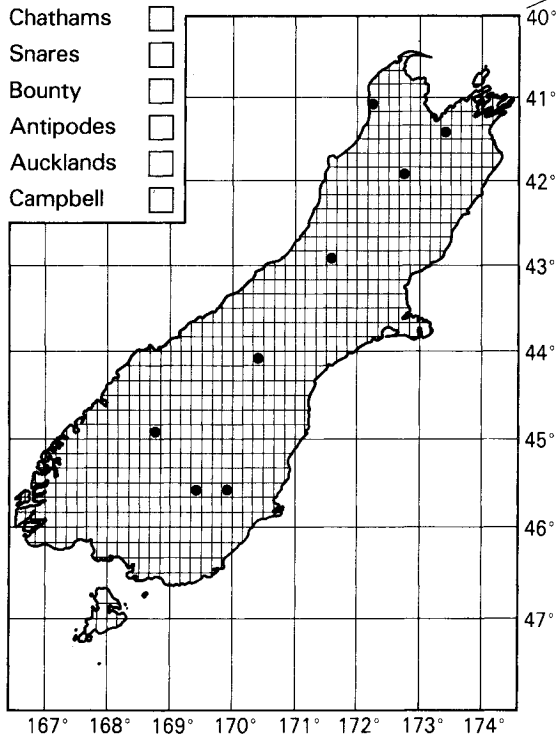 Chathams
Snares
Bounty
Antipodes
Aucklands
Campbell
40°
41°
42°
43°
44°
45°
46°
47°
167° 168° 169° 170° 171° 172° 173° 174°